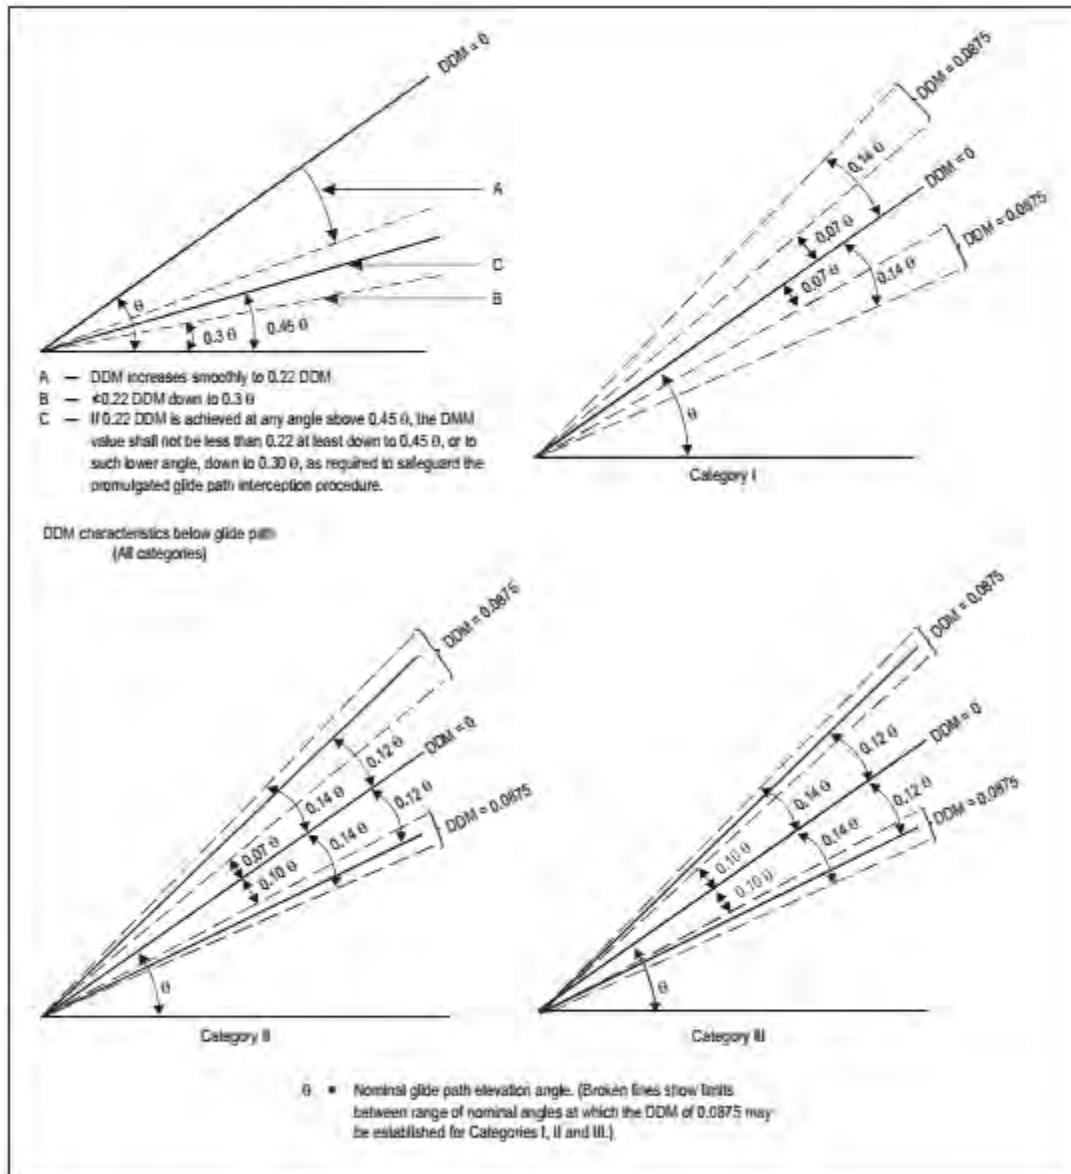 DDM = 0
A
C
B
θ
0.3 θ
0.45 θ
A — DDM increases smoothly to 0.22 DDM
B — ≮0.22 DDM down to 0.3 θ
C — If 0.22 DDM is achieved at any angle above 0.45 θ, the DMM
value shall not be less than 0.22 at least down to 0.45 θ, or to
such lower angle, down to 0.30 θ, as required to safeguard the
promulgated glide path interception procedure.
DDM characteristics below glide path
(All categories)
DDM = 0.0875
0.14 θ
DDM = 0
DDM = 0.0875
0.07 θ
0.07 θ
0.14 θ
θ
Category I
DDM = 0.0875
0.12 θ
DDM = 0
0.14 θ
0.12 θ
DDM = 0.0875
0.07 θ
0.14 θ
0.10 θ
θ
Category II
DDM = 0.0875
0.12 θ
DDM = 0
0.14 θ
0.12 θ
DDM = 0.0875
0.10 θ
0.14 θ
0.10 θ
θ
Category III
θ = Nominal glide path elevation angle. (Broken lines show limits
between range of nominal angles at which the DDM of 0.0875 may
be established for Categories I, II and III.)